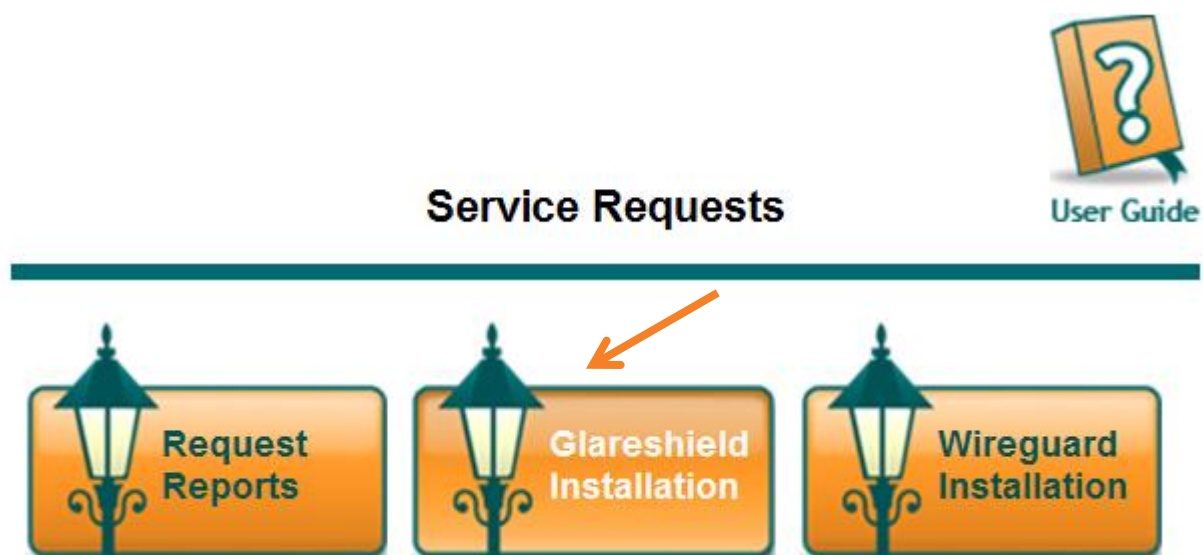 ?
User Guide
Service Requests
Request
Reports
Glareshield
Installation
Wireguard
Installation